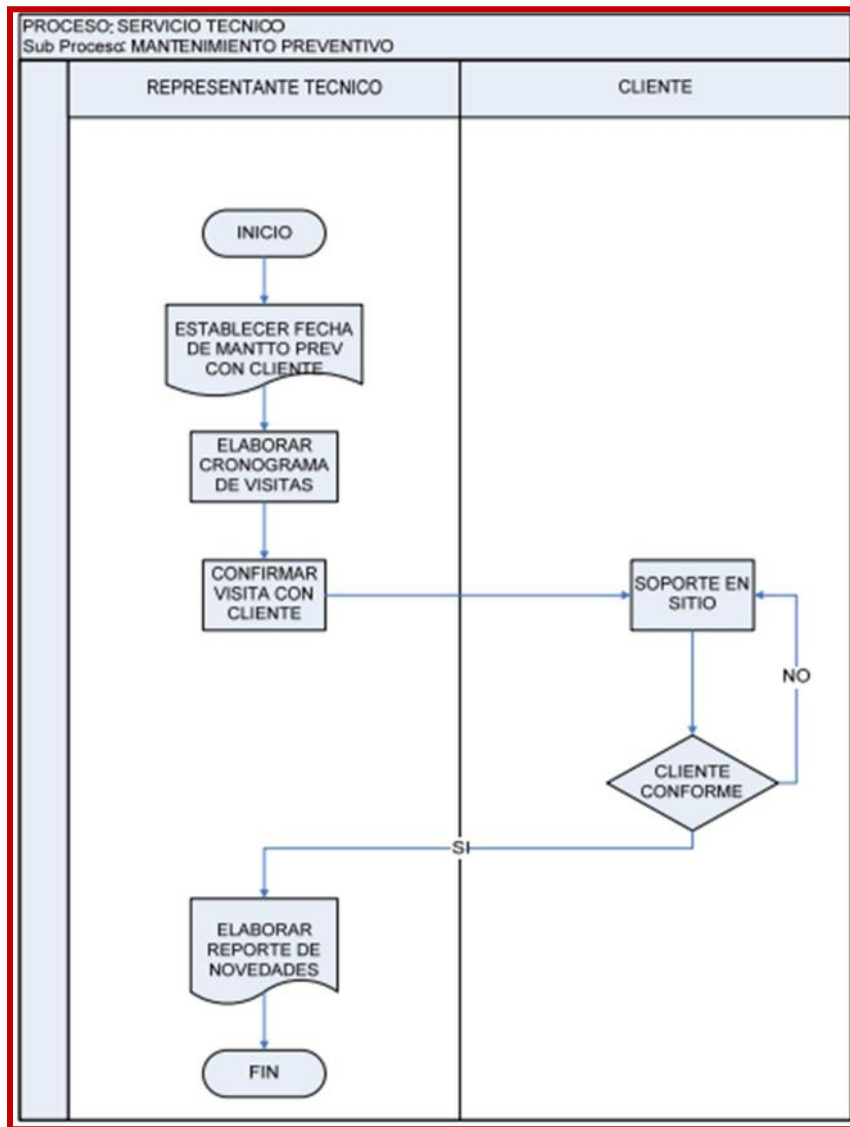 PROCESO: SERVICIO TECNICO
Sub Proceso: MANTENIMIENTO PREVENTIVO
REPRESENTANTE TECNICO
CLIENTE
INICIO
ESTABLECER FECHA
DE MANTTO PREV
CON CLIENTE
ELABORAR
CRONOGRAMA
DE VISITAS
CONFIRMAR
VISITA CON
CLIENTE
SOPORTE EN
SITIO
NO
CLIENTE
CONFORME
SI
ELABORAR
REPORTE DE
NOVEDADES
FIN